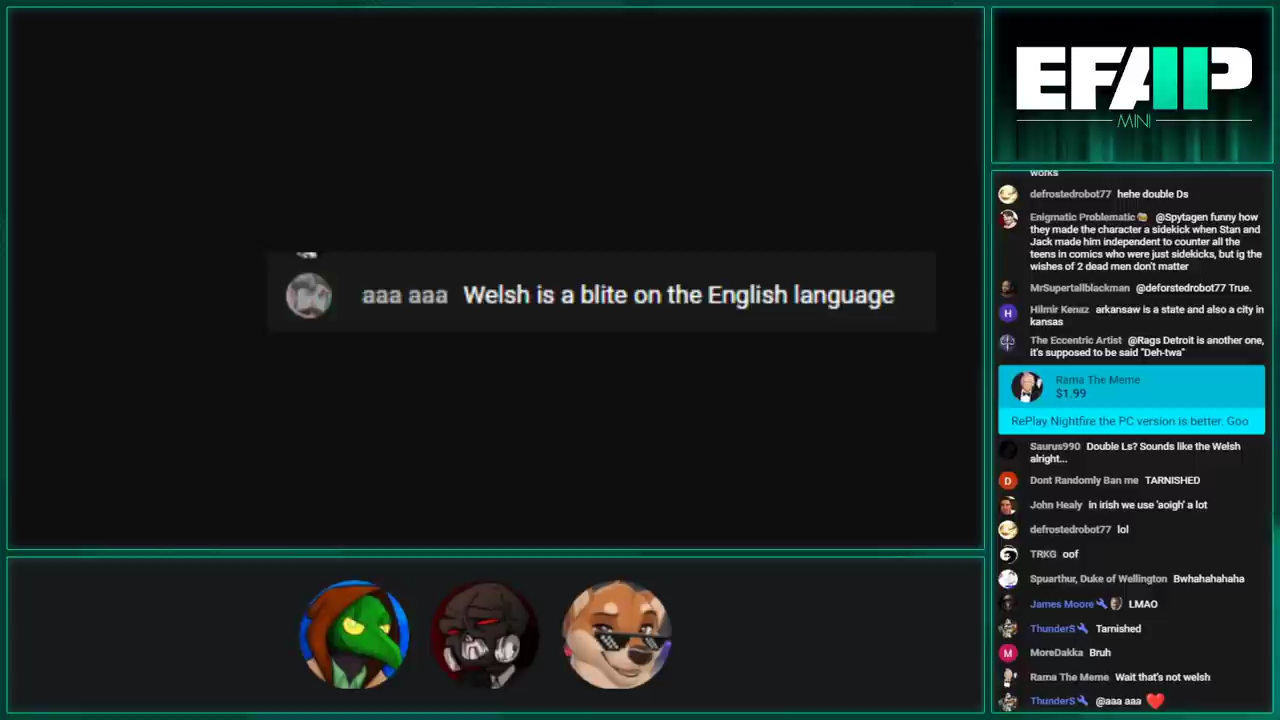 EFAP
MINI
aaa aaa Welsh is a blite on the English language
works
defrostedrobot77 hehe double Ds
Enigmatic Problematic @Spytagen funny how
they made the character a sidekick when Stan and
Jack made him independent to counter all the
teens in comics who were just sidekicks, but ig the
wishes of 2 dead men don't matter
MrSupertallblackman @deforstedrobot77 True.
H Hilmir Kenaz arkansaw is a state and also a city in
kansas
The Eccentric Artist @Rags Detroit is another one,
it's supposed to be said "Deh-twa"
Rama The Meme
$1.99
RePlay Nightfire the PC version is better. Goo
Saurus990 Double Ls? Sounds like the Welsh
alright...
D Dont Randomly Ban me TARNISHED
John Healy in irish we use 'aoigh' a lot
defrostedrobot77 lol
TRKG oof
Spuarthur, Duke of Wellington Bwhahahahaha
James Moore LMAO
ThunderS Tarnished
M MoreDakka Bruh
Rama The Meme Wait that's not welsh
ThunderS @aaa aaa